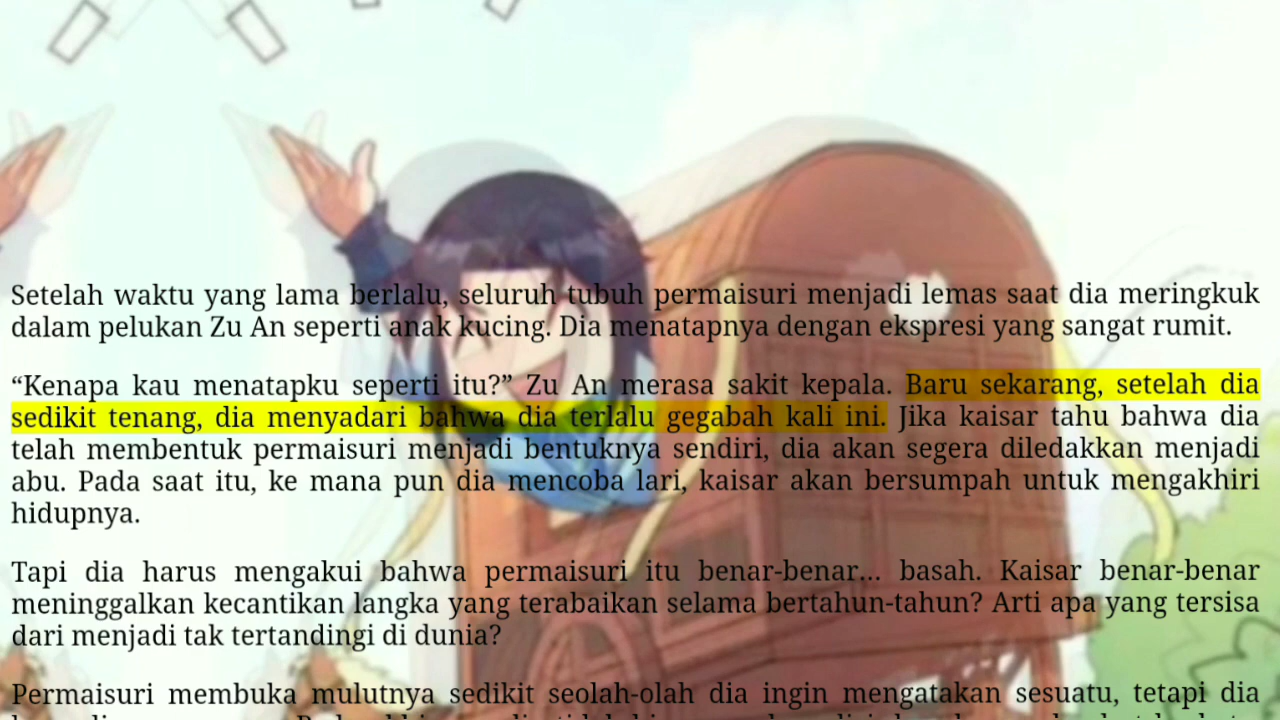 Setelah waktu yang lama berlalu, seluruh tubuh permaisuri menjadi lemas saat dia meringkuk
dalam pelukan Zu An seperti anak kucing. Dia menatapnya dengan ekspresi yang sangat rumit.
“Kenapa kau menatapku seperti itu?” Zu An merasa sakit kepala. Baru sekarang, setelah dia
sedikit tenang, dia menyadari bahwa dia terlalu gegabah kali ini. Jika kaisar tahu bahwa dia
telah membentuk permaisuri menjadi bentuknya sendiri, dia akan segera diledakkan menjadi
abu. Pada saat itu, ke mana pun dia mencoba lari, kaisar akan bersumpah untuk mengakhiri
hidupnya.
Tapi dia harus mengakui bahwa permaisuri itu benar-benar... basah. Kaisar benar-benar
meninggalkan kecantikan langka yang terabaikan selama bertahun-tahun? Arti apa yang tersisa
dari menjadi tak tertandingi di dunia?
Permaisuri membuka mulutnya sedikit seolah-olah dia ingin mengatakan sesuatu, tetapi dia